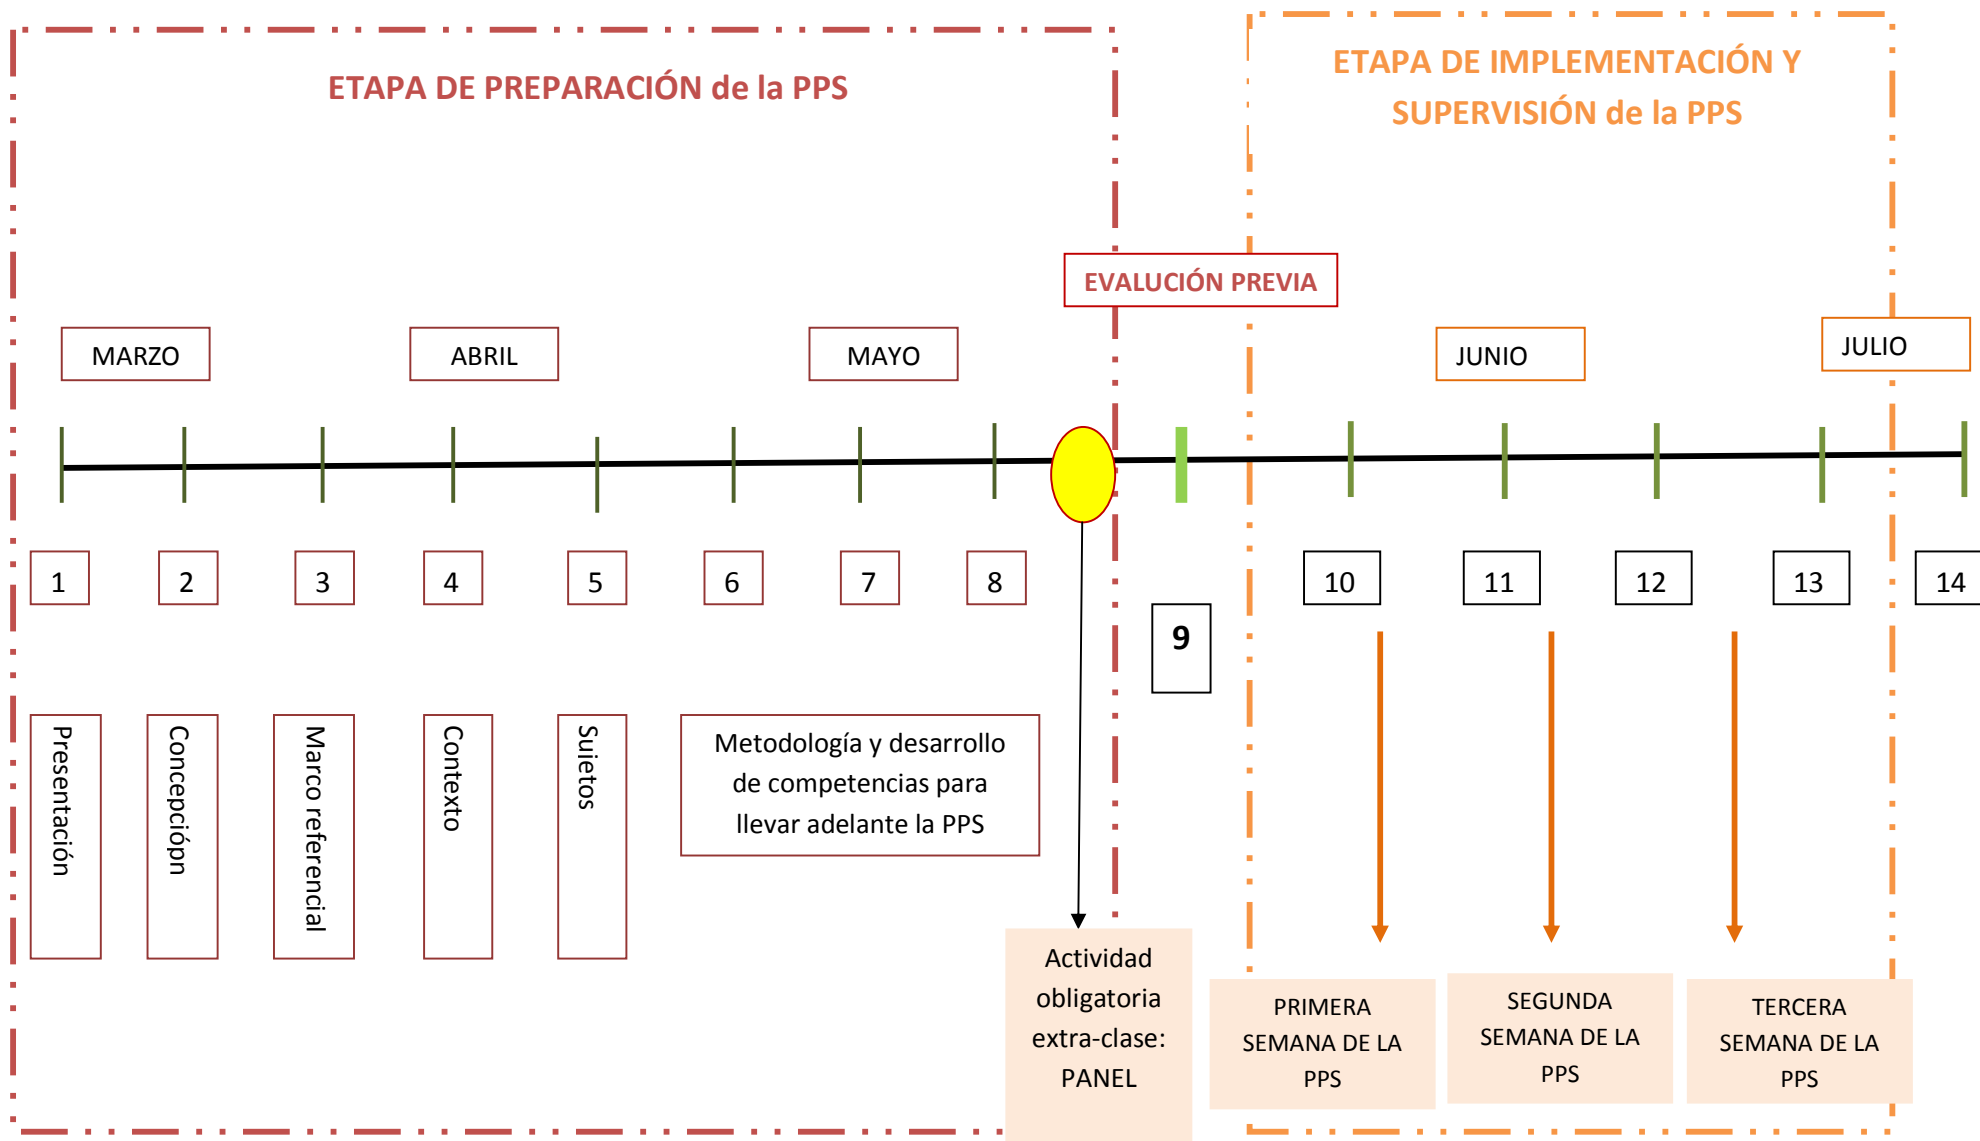 ETAPA DE PREPARACIÓN de la PPS
ETAPA DE IMPLEMENTACIÓN Y
SUPERVISIÓN de la PPS
EVALUCIÓN PREVIA
MARZO
ABRIL
MAYO
JUNIO
JULIO
1
2
3
4
5
6
7
8
9
10
11
12
13
14
Presentación
Concepciópn
Marco referencial
Contexto
Sujetos
Metodología y desarrollo
de competencias para
llevar adelante la PPS
Actividad
obligatoria
extra-clase:
PANEL
PRIMERA
SEMANA DE LA
PPS
SEGUNDA
SEMANA DE LA
PPS
TERCERA
SEMANA DE LA
PPS